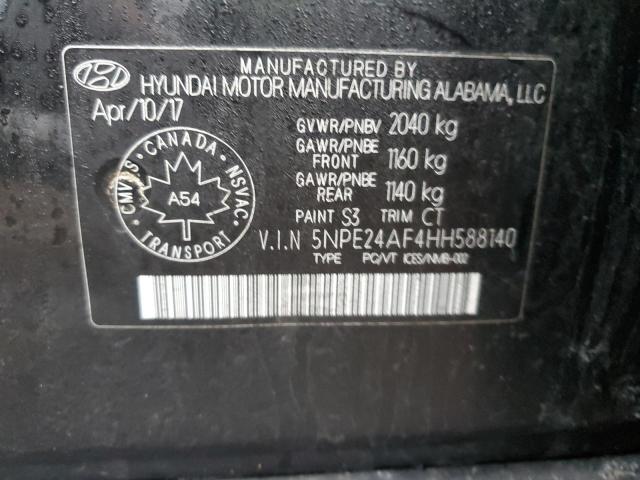 MANUFACTURED BY
HYUNDAI MOTOR MANUFACTURING ALABAMA, LLC
Apr/10/17
GVWR/PNBV 2040 kg
GAWR/PNBE FRONT 1160 kg
GAWR/PNBE REAR 1140 kg
PAINT S3 TRIM CT
CANADA
CMVSS
NSVAC
A54
TRANSPORT
V.I.N 5NPE24AF4HH588140
TYPE PG/VT ICES/NMB-002